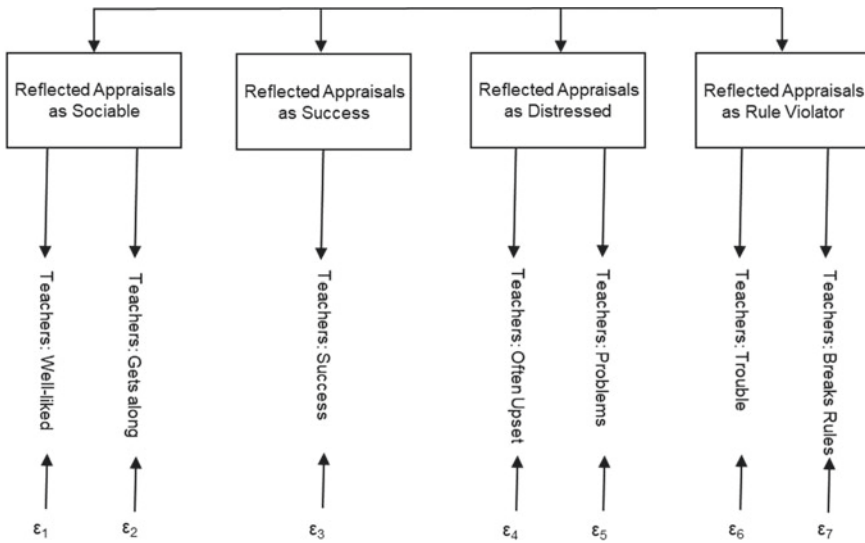 Reflected Appraisals
as Sociable
Reflected Appraisals
as Success
Reflected Appraisals
as Distressed
Reflected Appraisals
as Rule Violator
Teachers: Well-liked
Teachers: Gets along
Teachers: Success
Teachers: Often Upset
Teachers: Problems
Teachers: Trouble
Teachers: Breaks Rules
ε₁
ε₂
ε₃
ε₄
ε₅
ε₆
ε₇